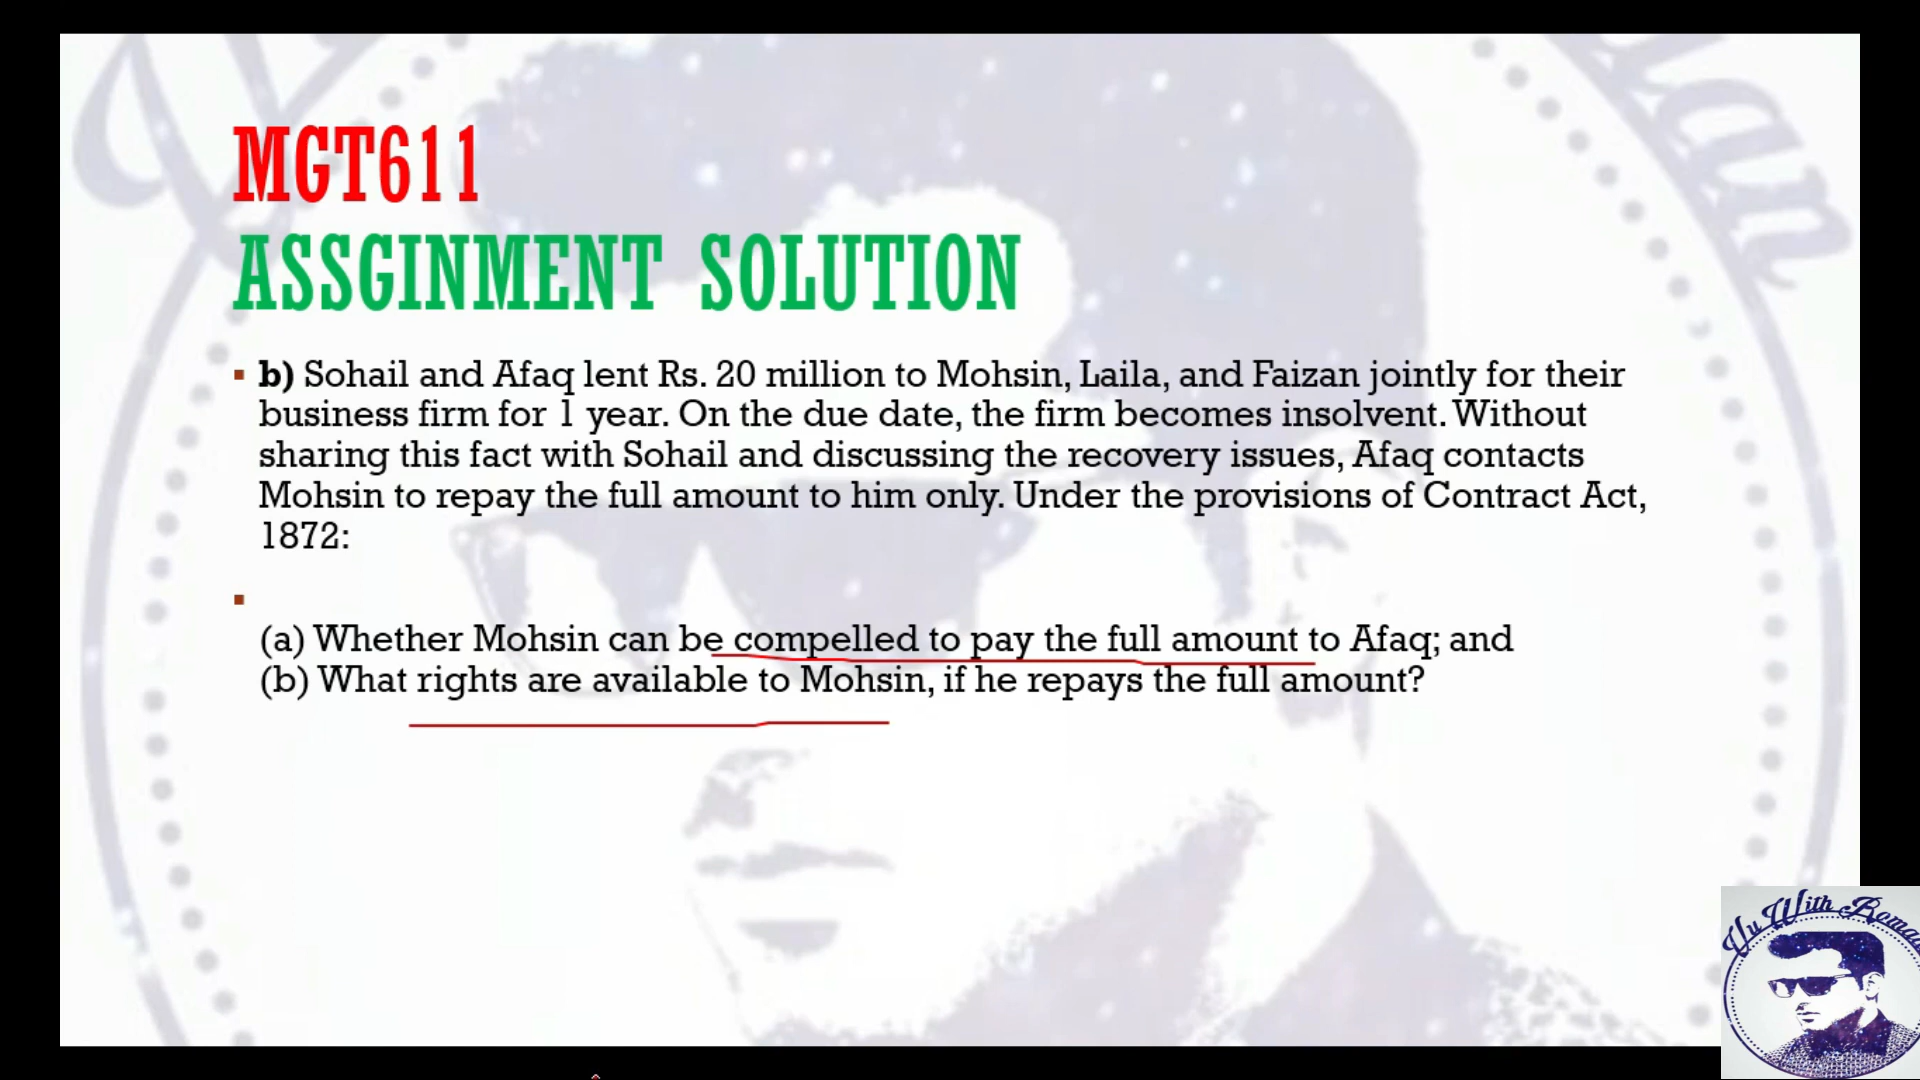 MGT611
ASSGINMENT SOLUTION
b) Sohail and Afaq lent Rs. 20 million to Mohsin, Laila, and Faizan jointly for their
business firm for 1 year. On the due date, the firm becomes insolvent. Without
sharing this fact with Sohail and discussing the recovery issues, Afaq contacts
Mohsin to repay the full amount to him only. Under the provisions of Contract Act,
1872:
(a) Whether Mohsin can be compelled to pay the full amount to Afaq; and
(b) What rights are available to Mohsin, if he repays the full amount?
Vu With